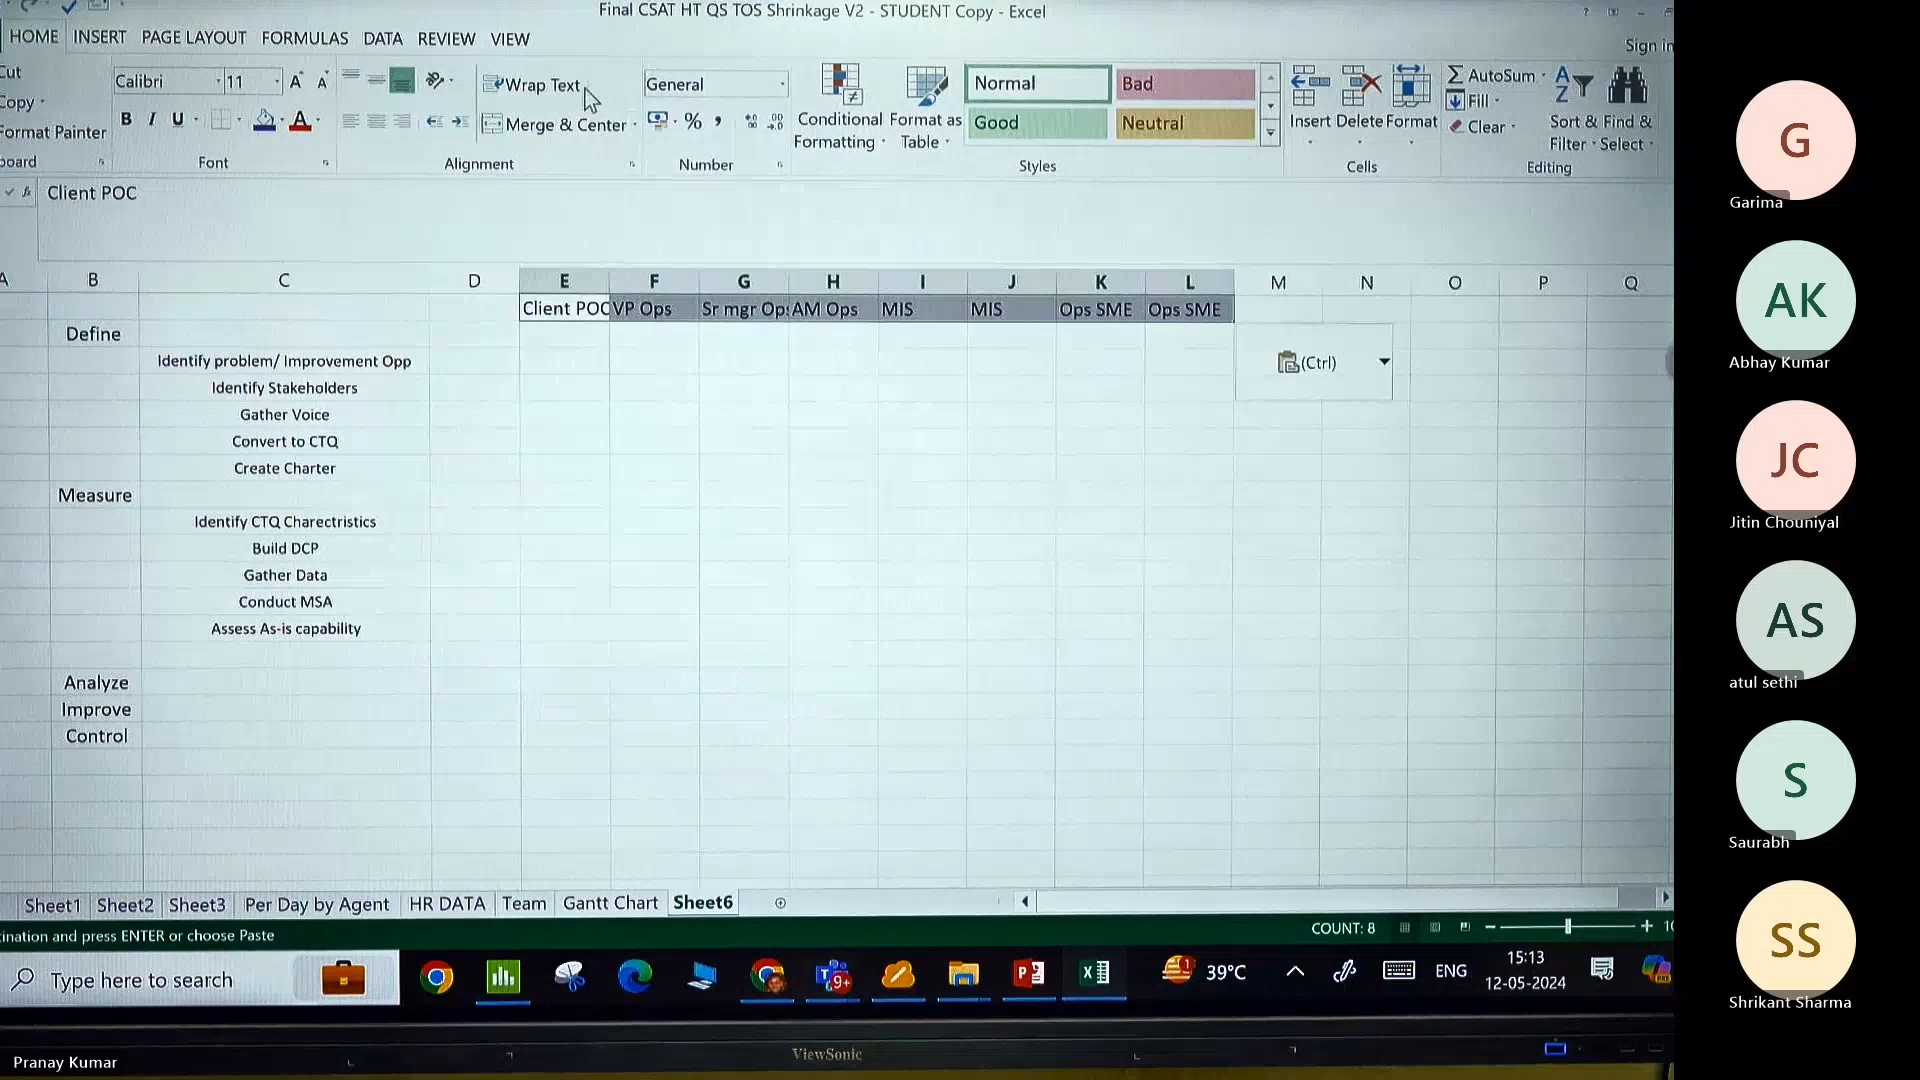 Final CSAT HT QS TOS Shrinkage V2 - STUDENT Copy - Excel
HOME INSERT PAGE LAYOUT FORMULAS DATA REVIEW VIEW
Sign in
Cut
Copy
Format Painter
board
Calibri 11
B I U
Font
Wrap Text
Merge & Center
Alignment
General
%
Number
Conditional Formatting
Format as Table
Normal Bad
Good Neutral
Styles
Insert Delete Format
Cells
AutoSum
Fill
Clear
Sort & Filter
Find & Select
Editing
Client POC
A B C D E F G H I J K L M N O P Q
Client POC VP Ops Sr mgr Ops AM Ops MIS MIS Ops SME Ops SME
Define
(Ctrl)
Identify problem/ Improvement Opp
Identify Stakeholders
Gather Voice
Convert to CTQ
Create Charter
Measure
Identify CTQ Charectristics
Build DCP
Gather Data
Conduct MSA
Assess As-is capability
Analyze
Improve
Control
Sheet1 Sheet2 Sheet3 Per Day by Agent HR DATA Team Gantt Chart Sheet6
ination and press ENTER or choose Paste
COUNT: 8
Type here to search
9+
39°C
ENG
15:13
12-05-2024
ViewSonic
Pranay Kumar
G
Garima
AK
Abhay Kumar
JC
Jitin Chouniyal
AS
atul sethi
S
Saurabh
SS
Shrikant Sharma